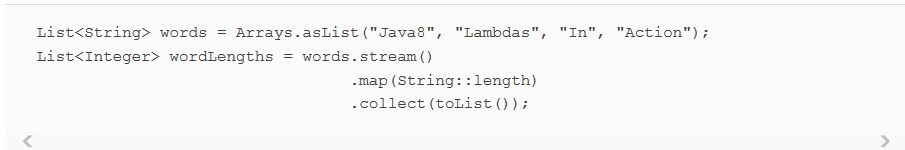 List<String> words = Arrays.asList("Java8", "Lambdas", "In", "Action");
List<Integer> wordLengths = words.stream()
                                 .map(String::length)
                                 .collect(toList());